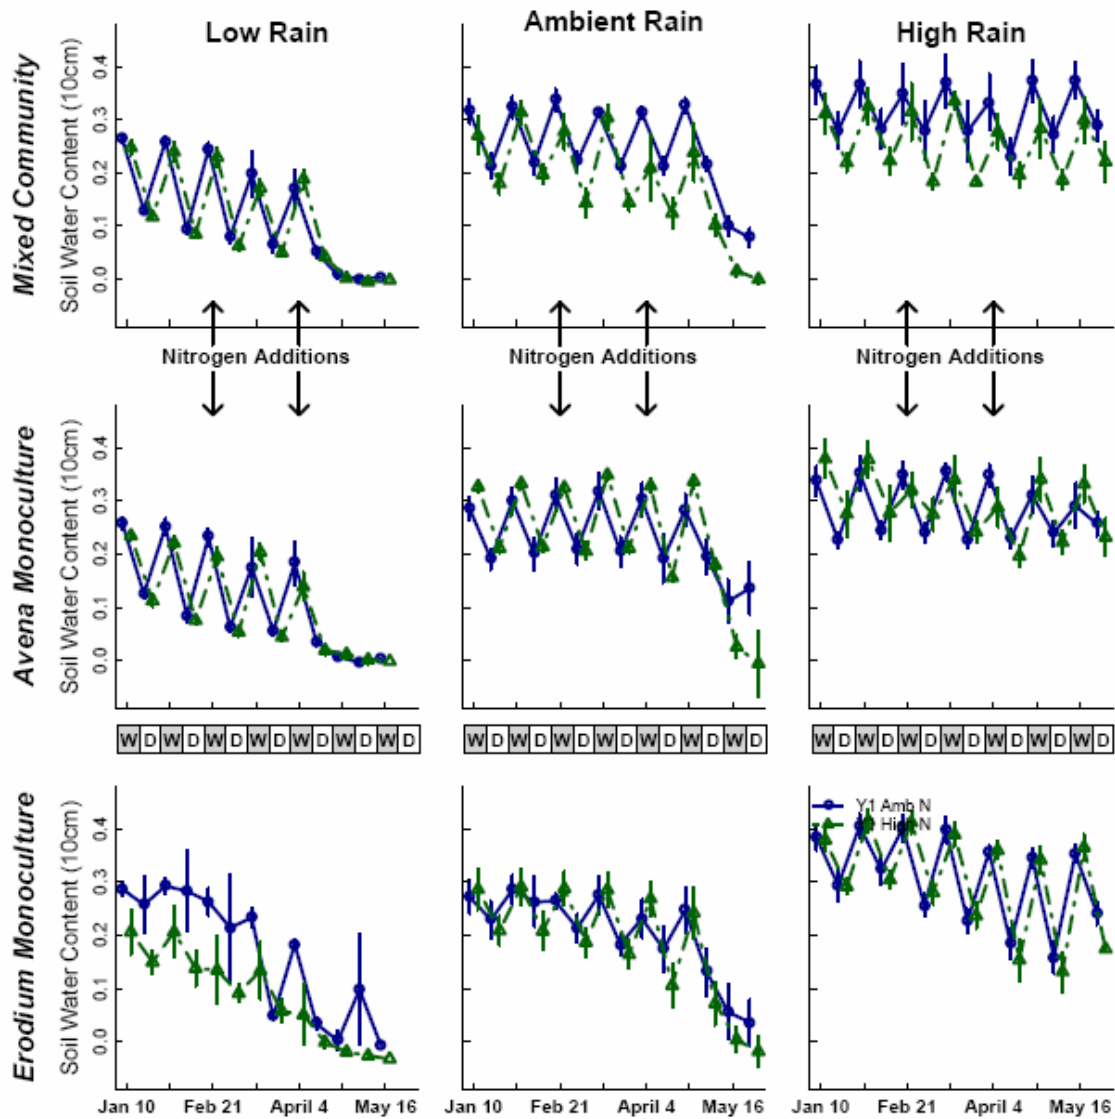 Low Rain
Ambient Rain
High Rain
Mixed Community
Soil Water Content (10cm)
0.4
0.3
0.2
0.1
0.0
Nitrogen Additions
Nitrogen Additions
Nitrogen Additions
Avena Monoculture
Soil Water Content (10cm)
0.4
0.3
0.2
0.1
0.0
W D W D W D W D W D W D W D
W D W D W D W D W D W D W D
W D W D W D W D W D W D W D
Erodium Monoculture
Soil Water Content (10cm)
0.4
0.3
0.2
0.1
0.0
Y1 Amb N
High N
Jan 10 Feb 21 April 4 May 16
Jan 10 Feb 21 April 4 May 16
Jan 10 Feb 21 April 4 May 16